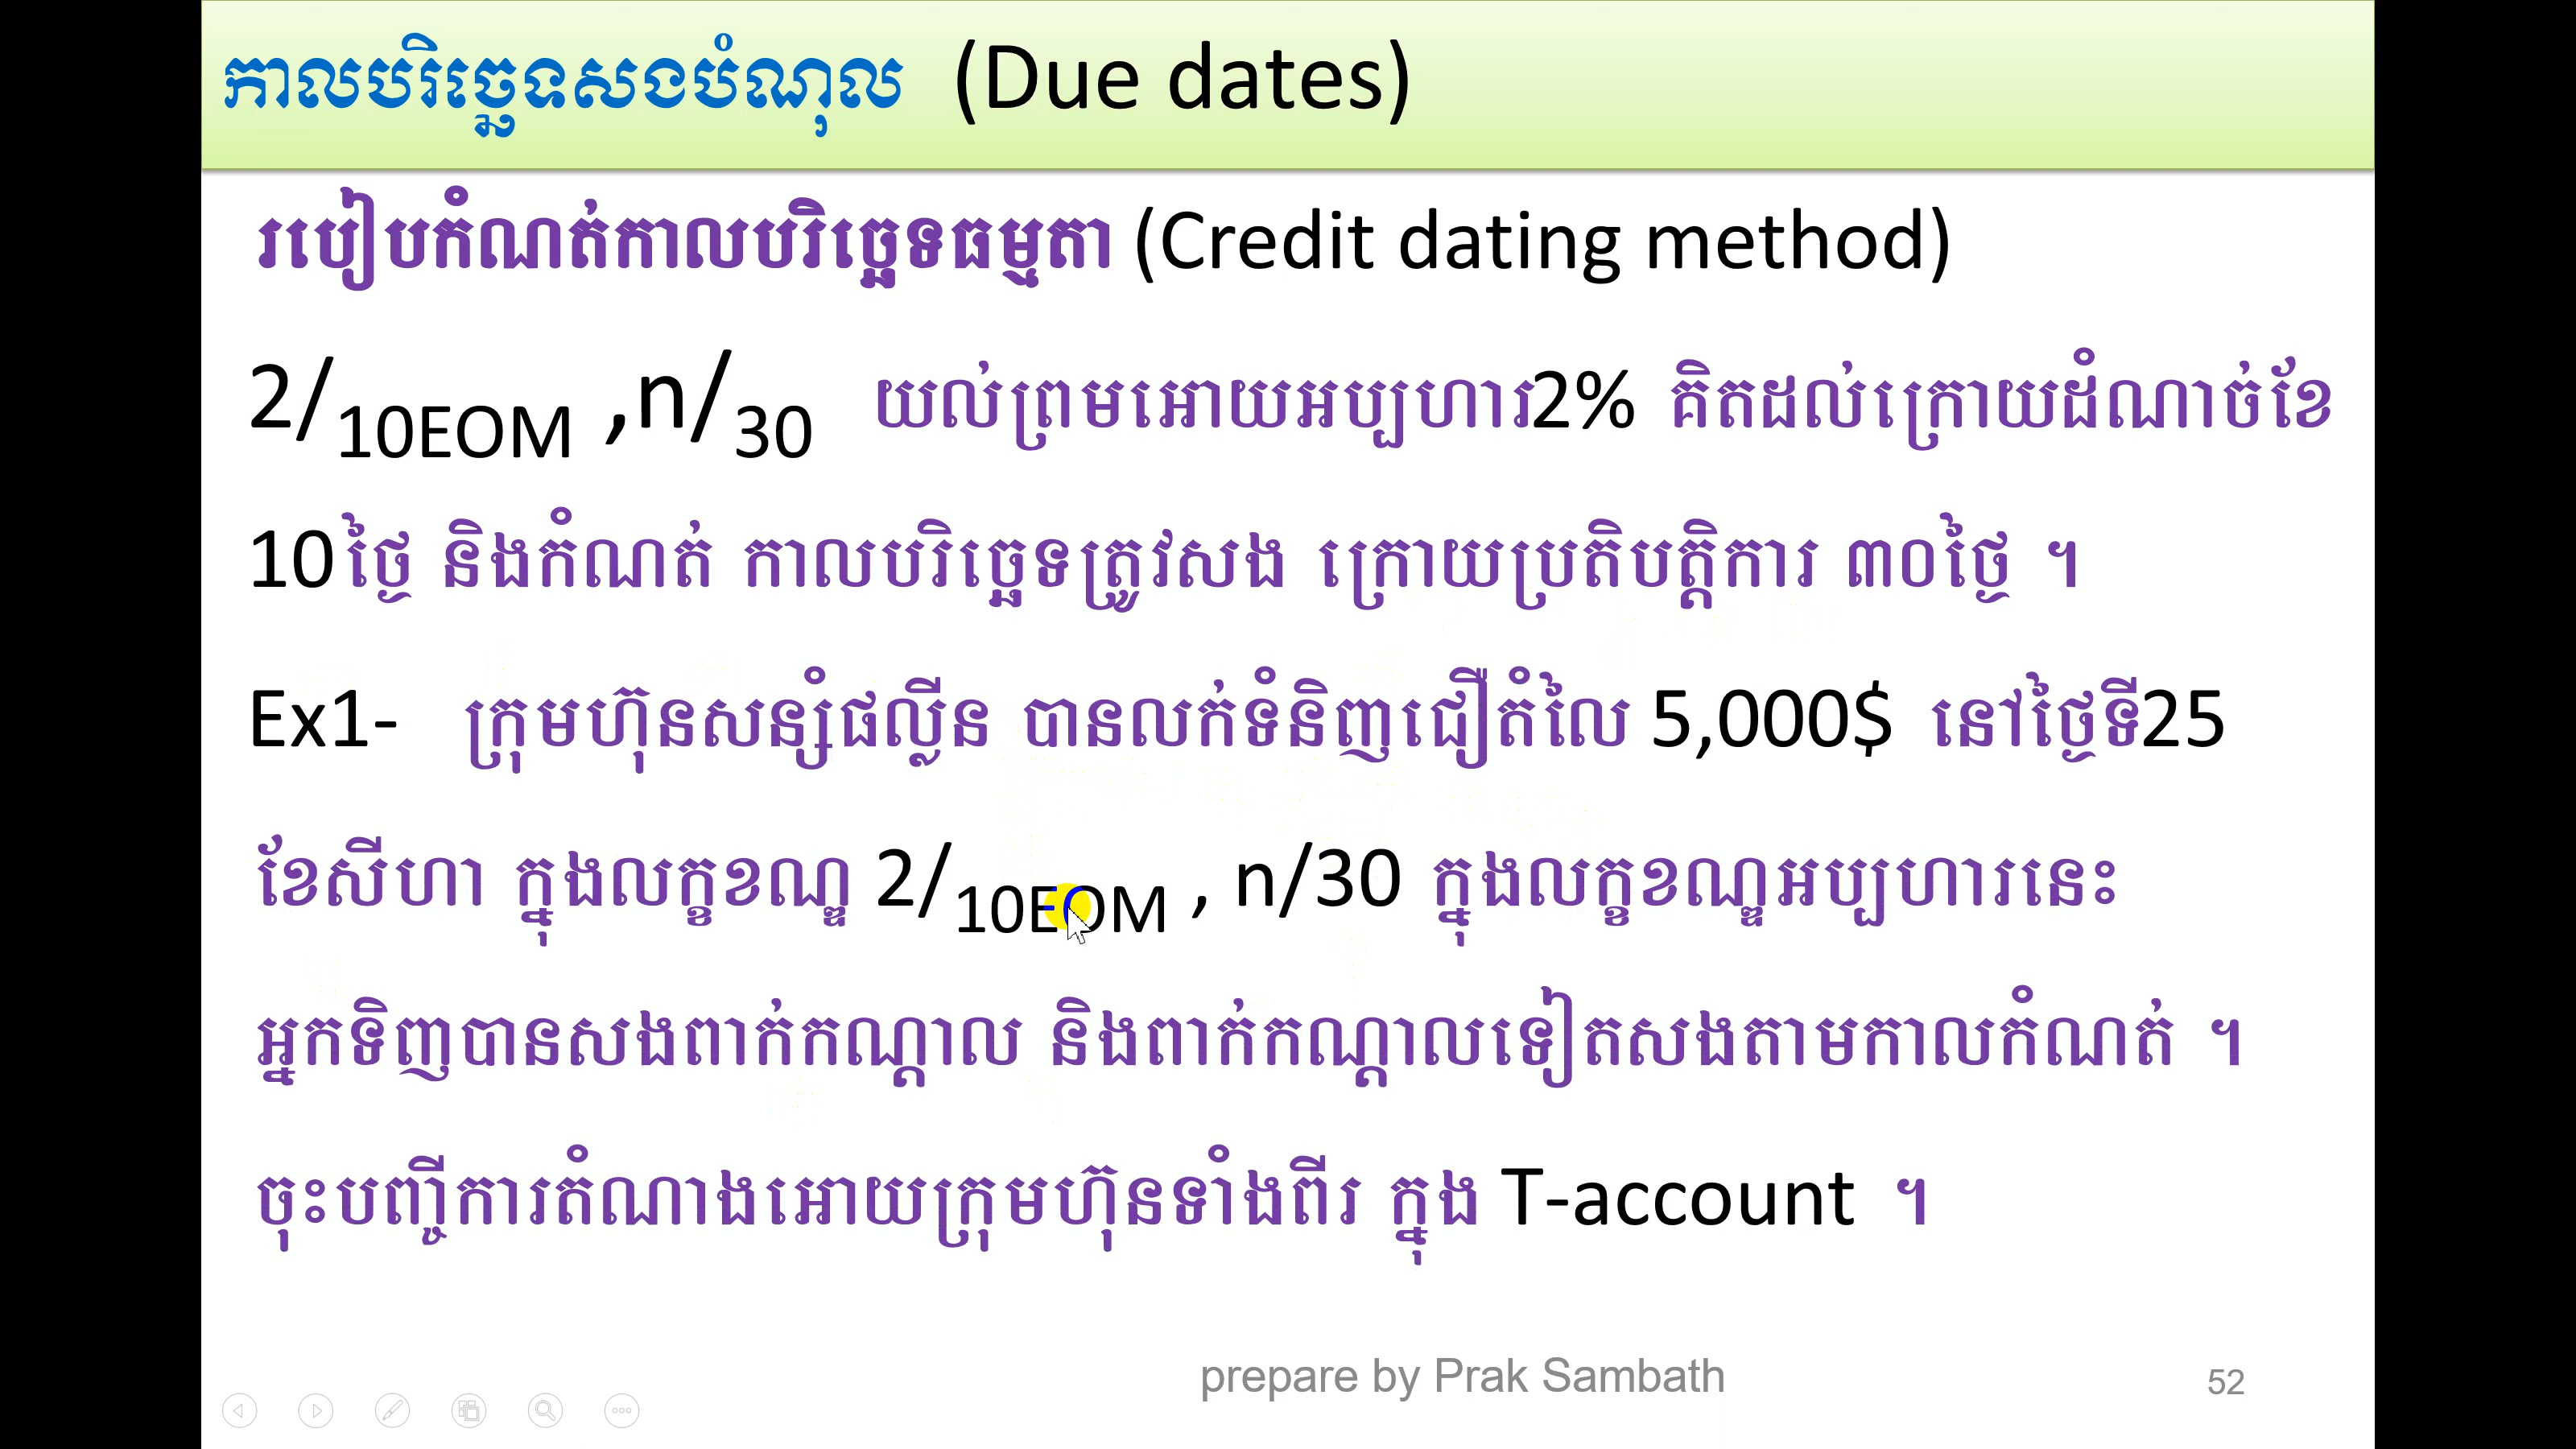 កាលបរិច្ឆេទសងបំណុល (Due dates)
របៀបកំណត់កាលបរិច្ឆេទធម្មតា (Credit dating method)
2/10EOM ,n/30 យល់ព្រមអោយអប្បហារ2% គិតដល់ក្រោយដំណាច់ខែ
10ថ្ងៃ និងកំណត់ កាលបរិច្ឆេទត្រូវសង ក្រោយប្រតិបត្តិការ ៣០ថ្ងៃ ។
Ex1- ក្រុមហ៊ុនសន្សំផល្លីន បានលក់ទំនិញជឿតំលៃ 5,000$ នៅថ្ងៃទី25
ខែសីហា ក្នុងលក្ខខណ្ឌ 2/10EOM , n/30 ក្នុងលក្ខខណ្ឌអប្បហារនេះ
អ្នកទិញបានសងពាក់កណ្តាល និងពាក់កណ្តាលទៀតសងតាមកាលកំណត់ ។
ចុះបញ្ជីការតំណាងអោយក្រុមហ៊ុនទាំងពីរ ក្នុង T-account ។
prepare by Prak Sambath
52